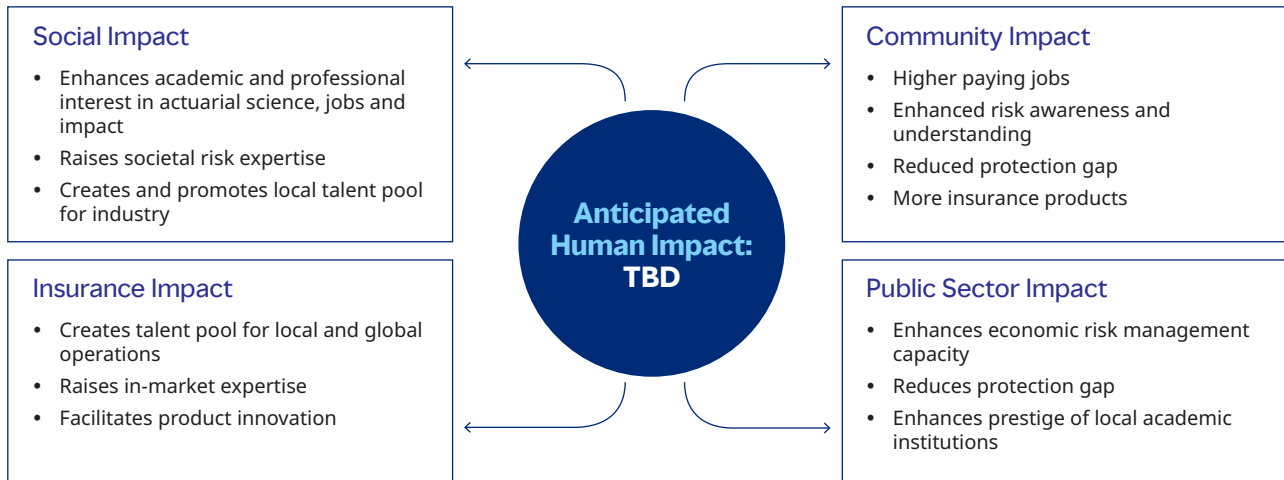 Social Impact
• Enhances academic and professional
interest in actuarial science, jobs and
impact
• Raises societal risk expertise
• Creates and promotes local talent pool
for industry
Community Impact
• Higher paying jobs
• Enhanced risk awareness and
understanding
• Reduced protection gap
• More insurance products
Anticipated
Human Impact:
TBD
Insurance Impact
• Creates talent pool for local and global
operations
• Raises in-market expertise
• Facilitates product innovation
Public Sector Impact
• Enhances economic risk management
capacity
• Reduces protection gap
• Enhances prestige of local academic
institutions